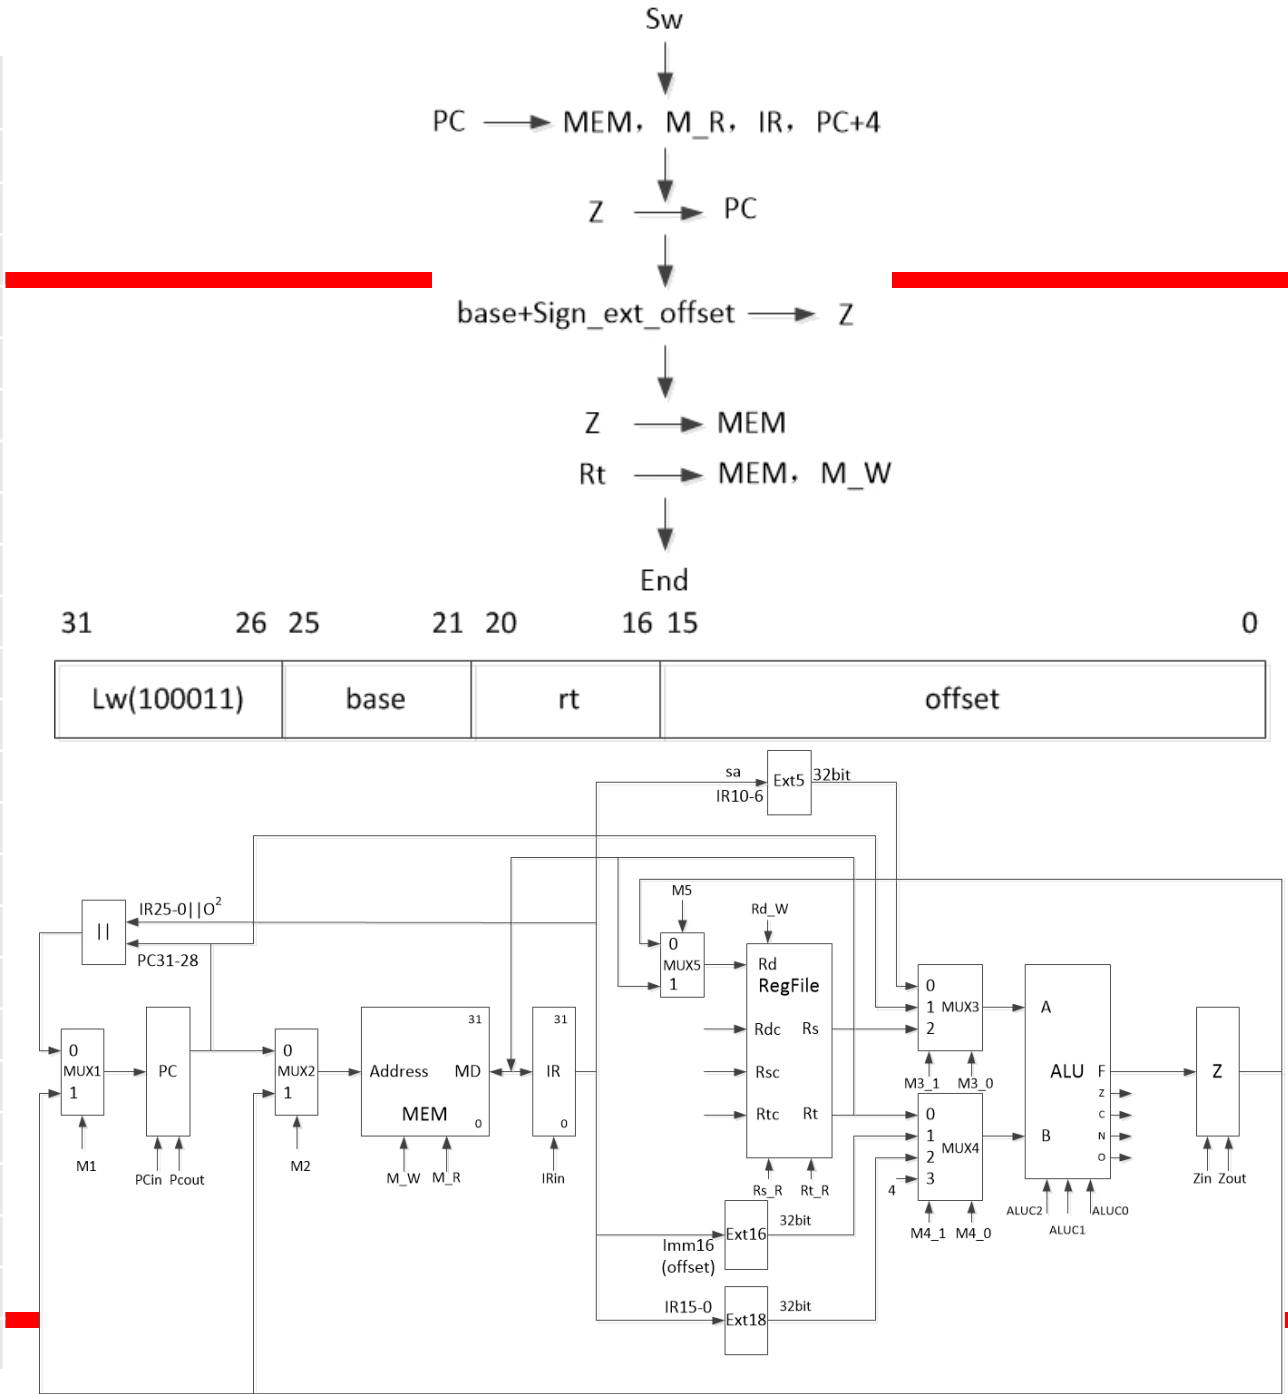 Sw
PC MEM, M_R, IR, PC+4
Z PC
base+Sign_ext_offset Z
Z MEM
Rt MEM, M_W
End
31 26 25 21 20 16 15 0
Lw(100011) base rt offset
sa
IR10-6
Ext5
32bit
IR25-0||O²
||
PC31-28
M5
0
MUX5
1
Rd_W
Rd
RegFile
Rdc Rs
Rsc
Rtc Rt
Rs_R Rt_R
0
MUX1
1
M1
PC
PCin Pcout
0
MUX2
1
M2
31
Address MD
MEM
0
M_W M_R
31
IR
0
IRin
0
1 MUX3
2
M3_1 M3_0
0
1
MUX4
2
3
4
M4_1 M4_0
A
ALU F
Z
C
B N
O
ALUC2
ALUC1
ALUC0
Z
Zin Zout
Imm16
(offset)
Ext16
32bit
IR15-0
Ext18
32bit